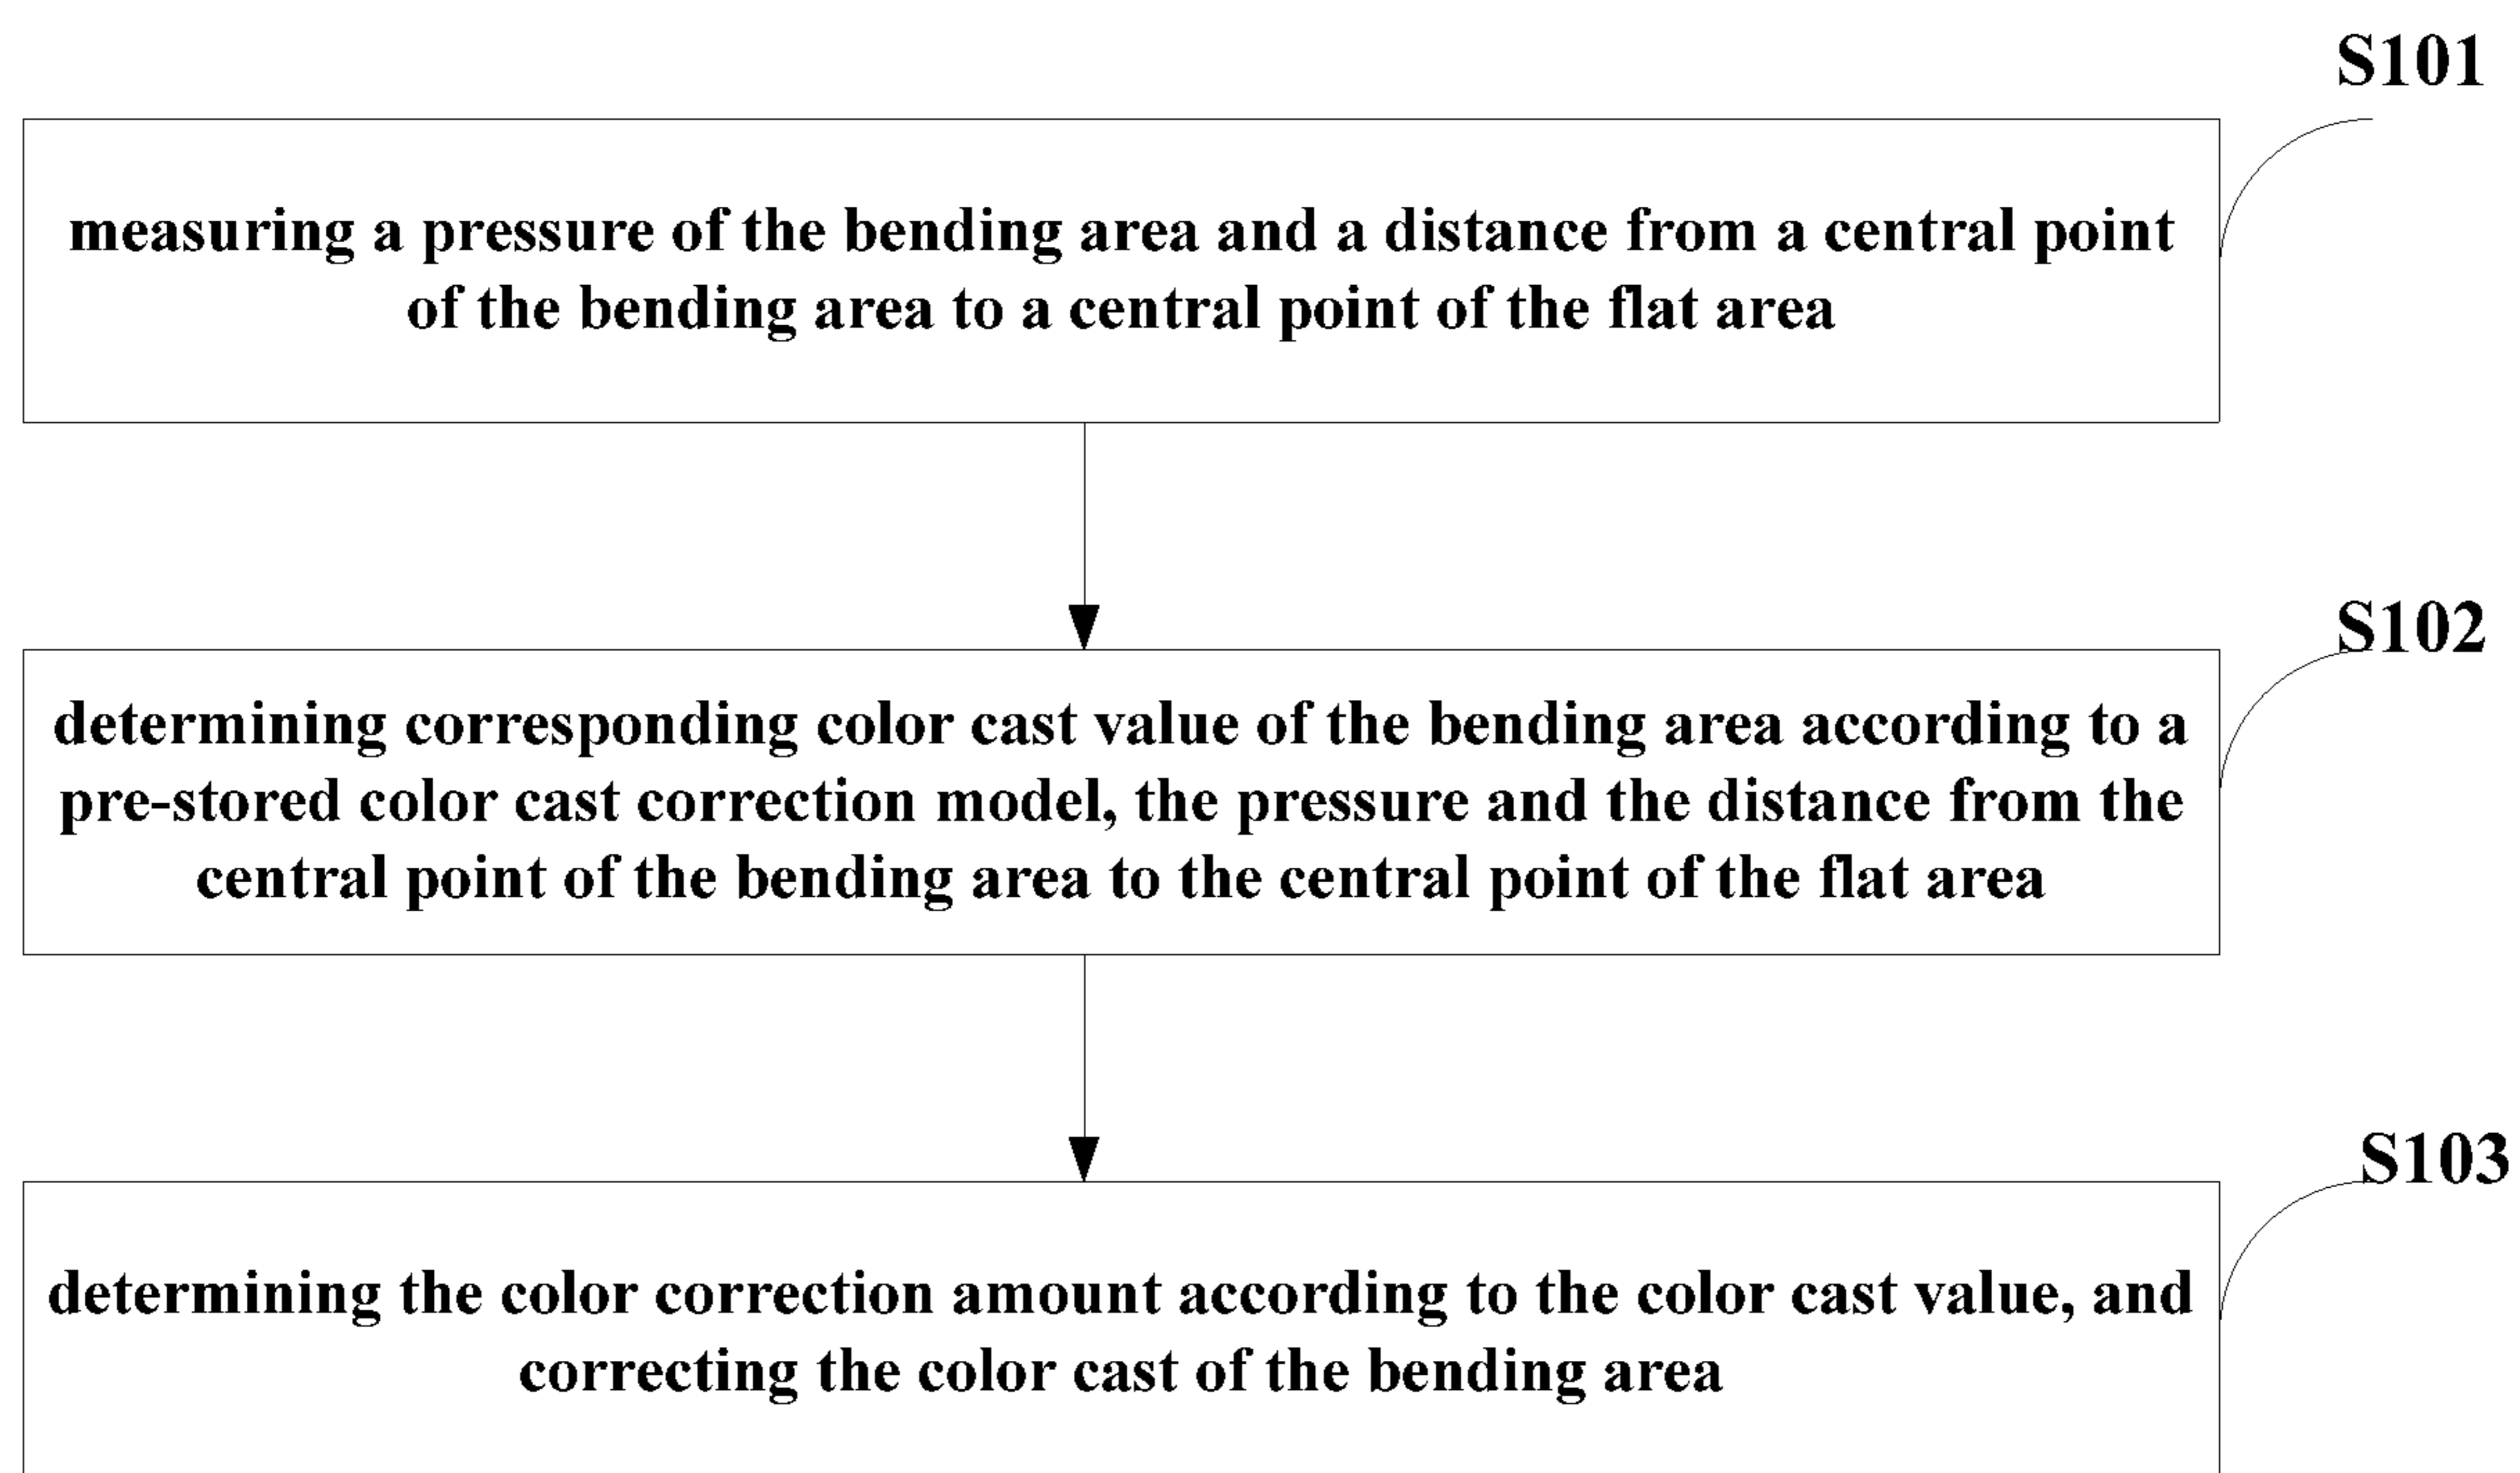 S101
measuring a pressure of the bending area and a distance from a central point
of the bending area to a central point of the flat area
S102
determining corresponding color cast value of the bending area according to a
pre-stored color cast correction model, the pressure and the distance from the
central point of the bending area to the central point of the flat area
S103
determining the color correction amount according to the color cast value, and
correcting the color cast of the bending area